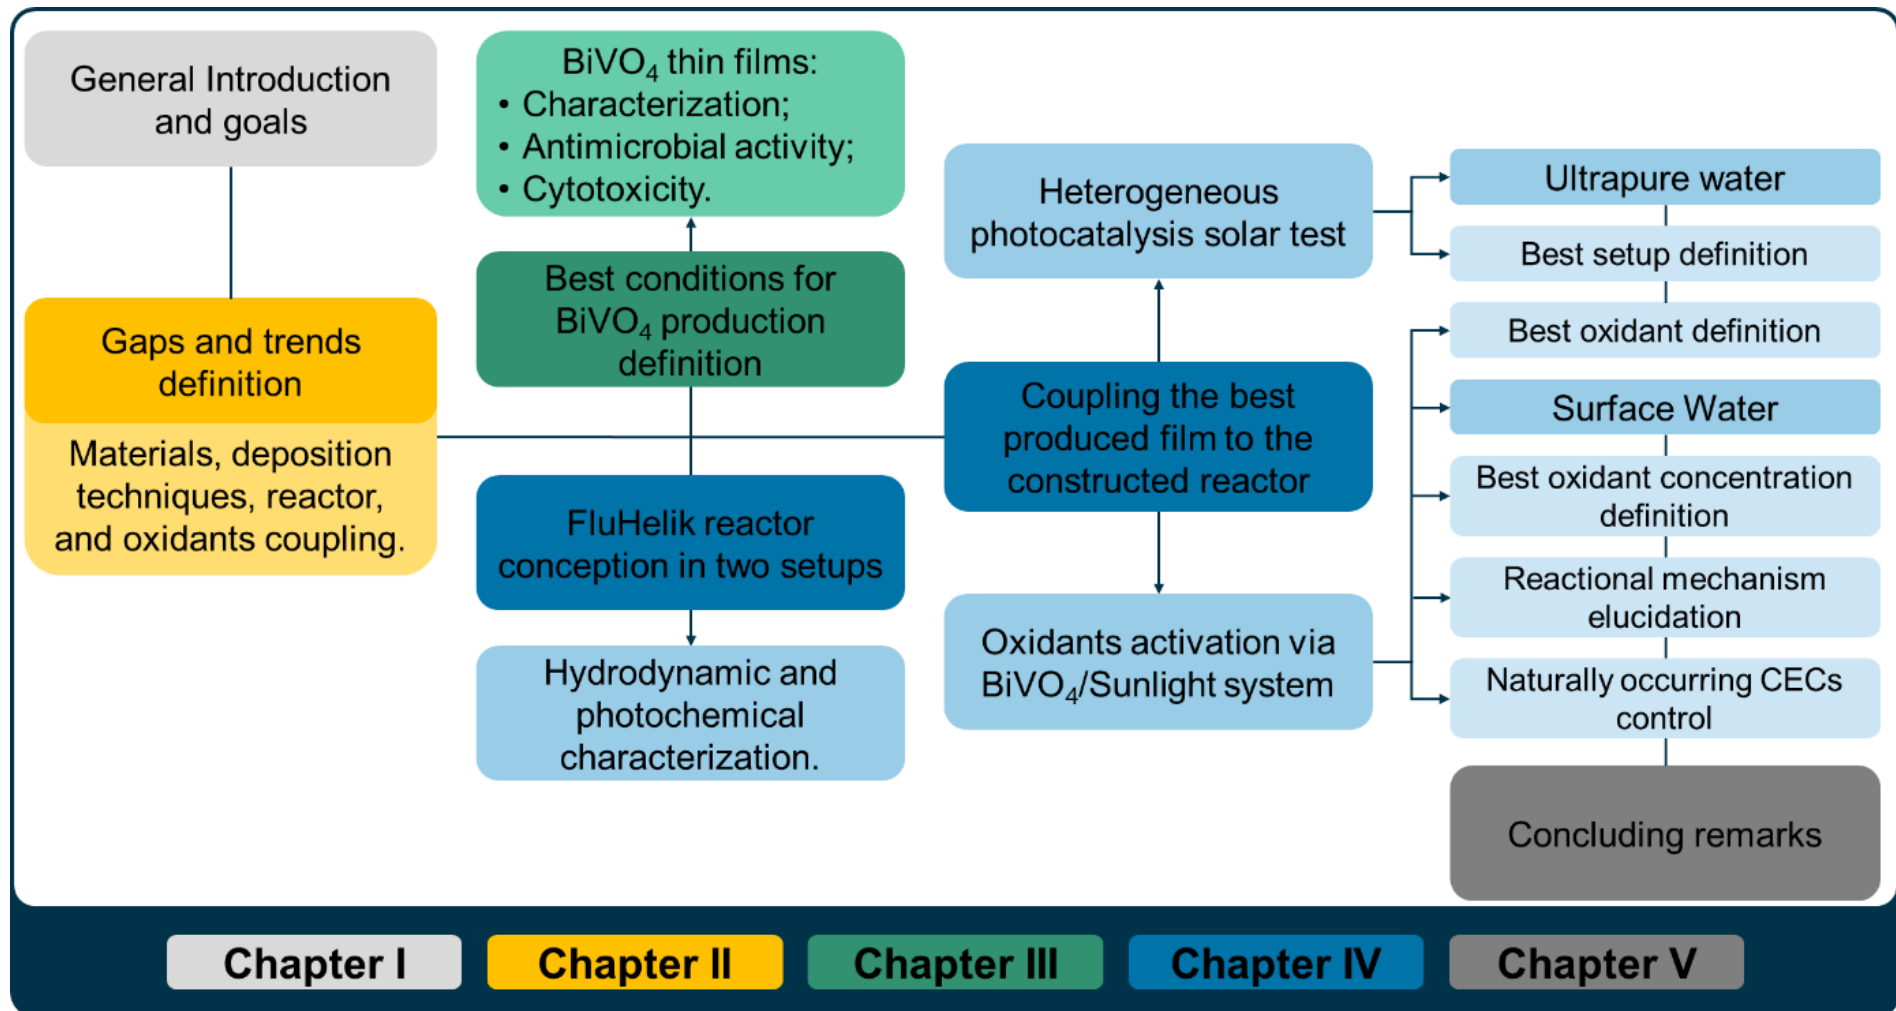 General Introduction
and goals
Gaps and trends
definition
Materials, deposition
techniques, reactor,
and oxidants coupling.
BiVO₄ thin films:
• Characterization;
• Antimicrobial activity;
• Cytotoxicity.
Best conditions for
BiVO₄ production
definition
FluHelik reactor
conception in two setups
Hydrodynamic and
photochemical
characterization.
Heterogeneous
photocatalysis solar test
Coupling the best
produced film to the
constructed reactor
Oxidants activation via
BiVO₄/Sunlight system
Ultrapure water
Best setup definition
Best oxidant definition
Surface Water
Best oxidant concentration
definition
Reactional mechanism
elucidation
Naturally occurring CECs
control
Concluding remarks
Chapter I
Chapter II
Chapter III
Chapter IV
Chapter V